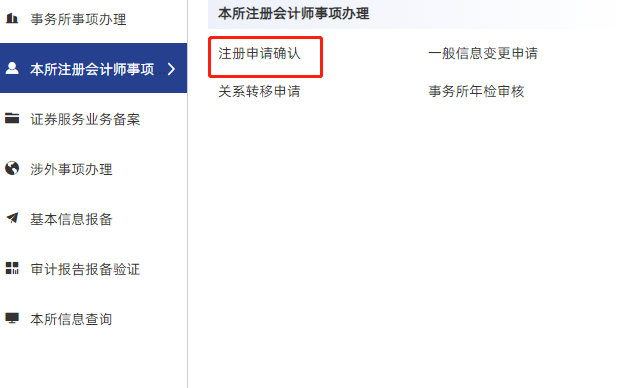 事务所事项办理
本所注册会计师事项
证券服务业务备案
涉外事项办理
基本信息报备
审计报告报备验证
本所信息查询
本所注册会计师事项办理
注册申请确认 一般信息变更申请
关系转移申请 事务所年检审核